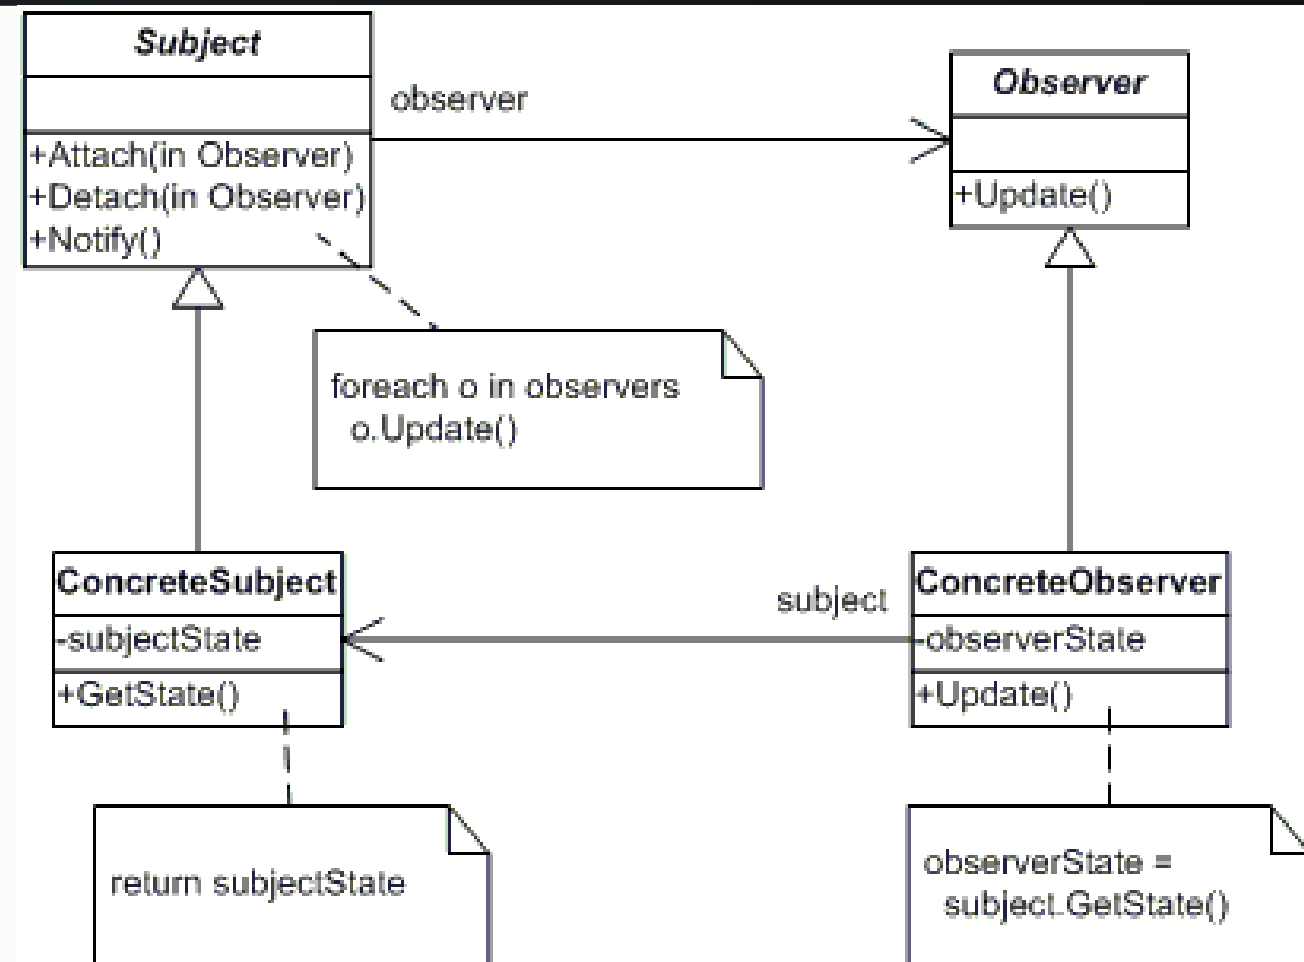 Subject
+Attach(in Observer)
+Detach(in Observer)
+Notify()
observer
Observer
+Update()
foreach o in observers
o.Update()
ConcreteSubject
-subjectState
+GetState()
subject
ConcreteObserver
-observerState
+Update()
return subjectState
observerState =
subject.GetState()